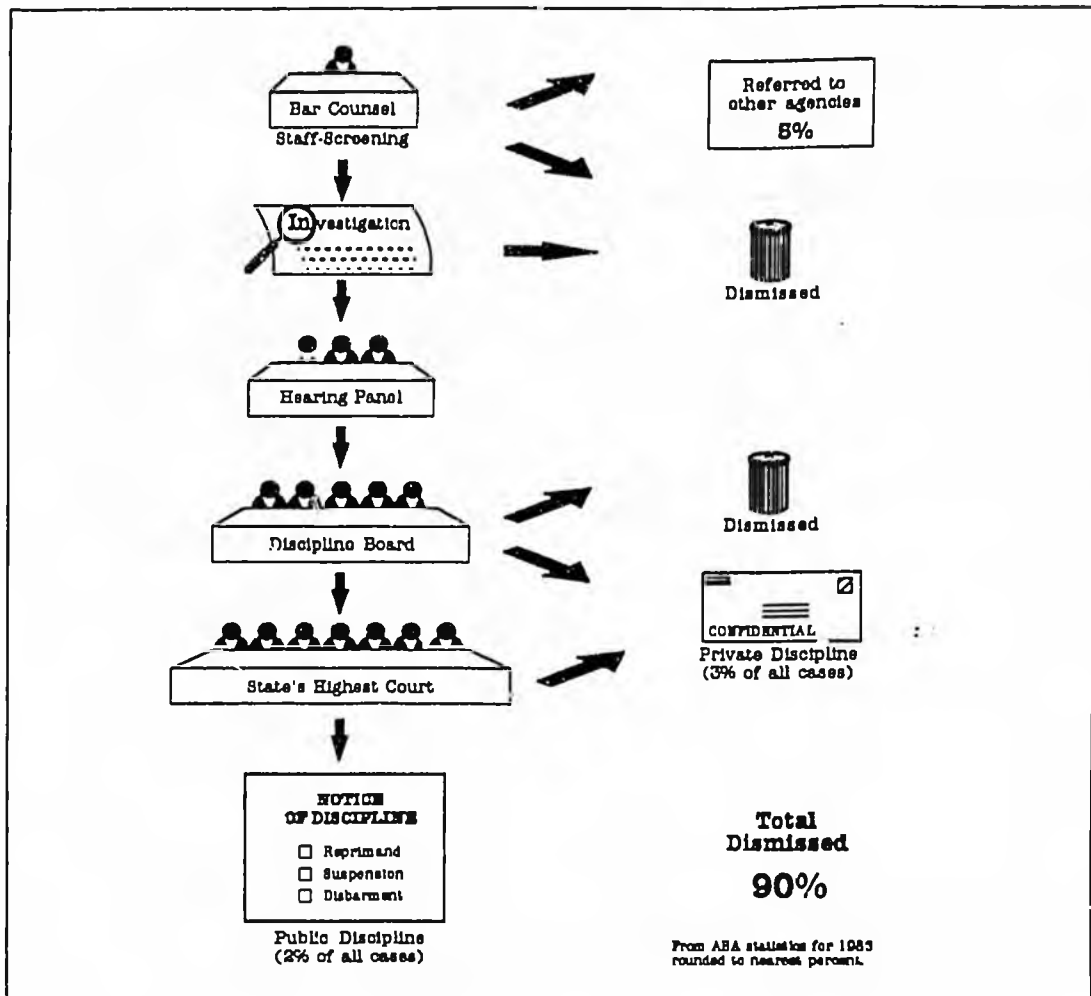 Bar Counsel
Staff-Screening
Referred to
other agencies
5%
Investigation
Dismissed
Hearing Panel
Dismissed
Discipline Board
CONFIDENTIAL
Private Discipline
(3% of all cases)
State's Highest Court
NOTICE
OF DISCIPLINE
Reprimand
Suspension
Disbarment
Public Discipline
(2% of all cases)
Total
Dismissed
90%
From ABA statistics for 1983
rounded to nearest percent.